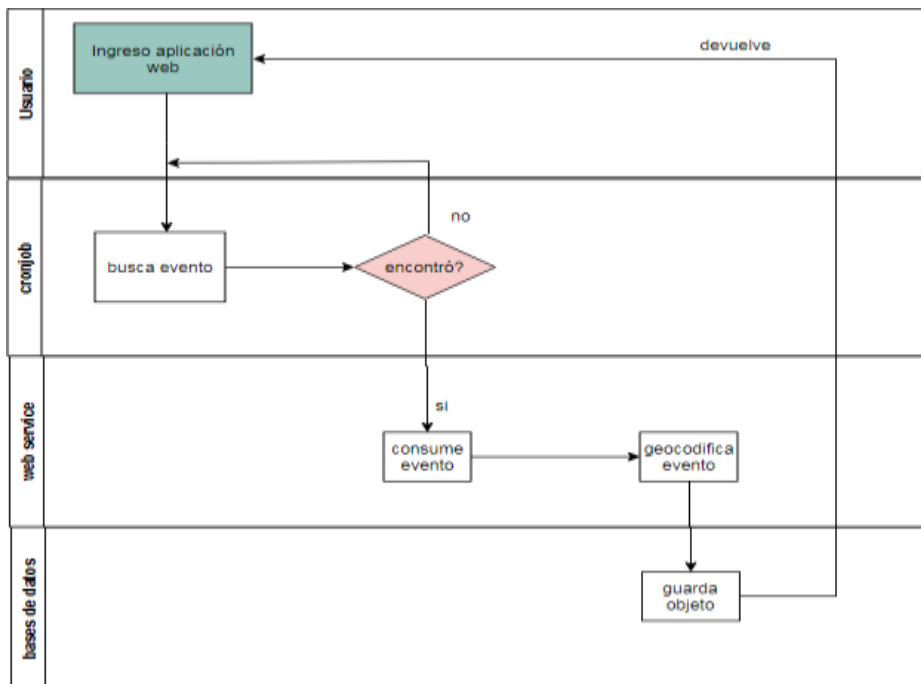 Usuario
Ingreso aplicación
web
devuelve
cronjob
busca evento
encontró?
no
web service
si
consume
evento
geocodifica
evento
bases de datos
guarda
objeto